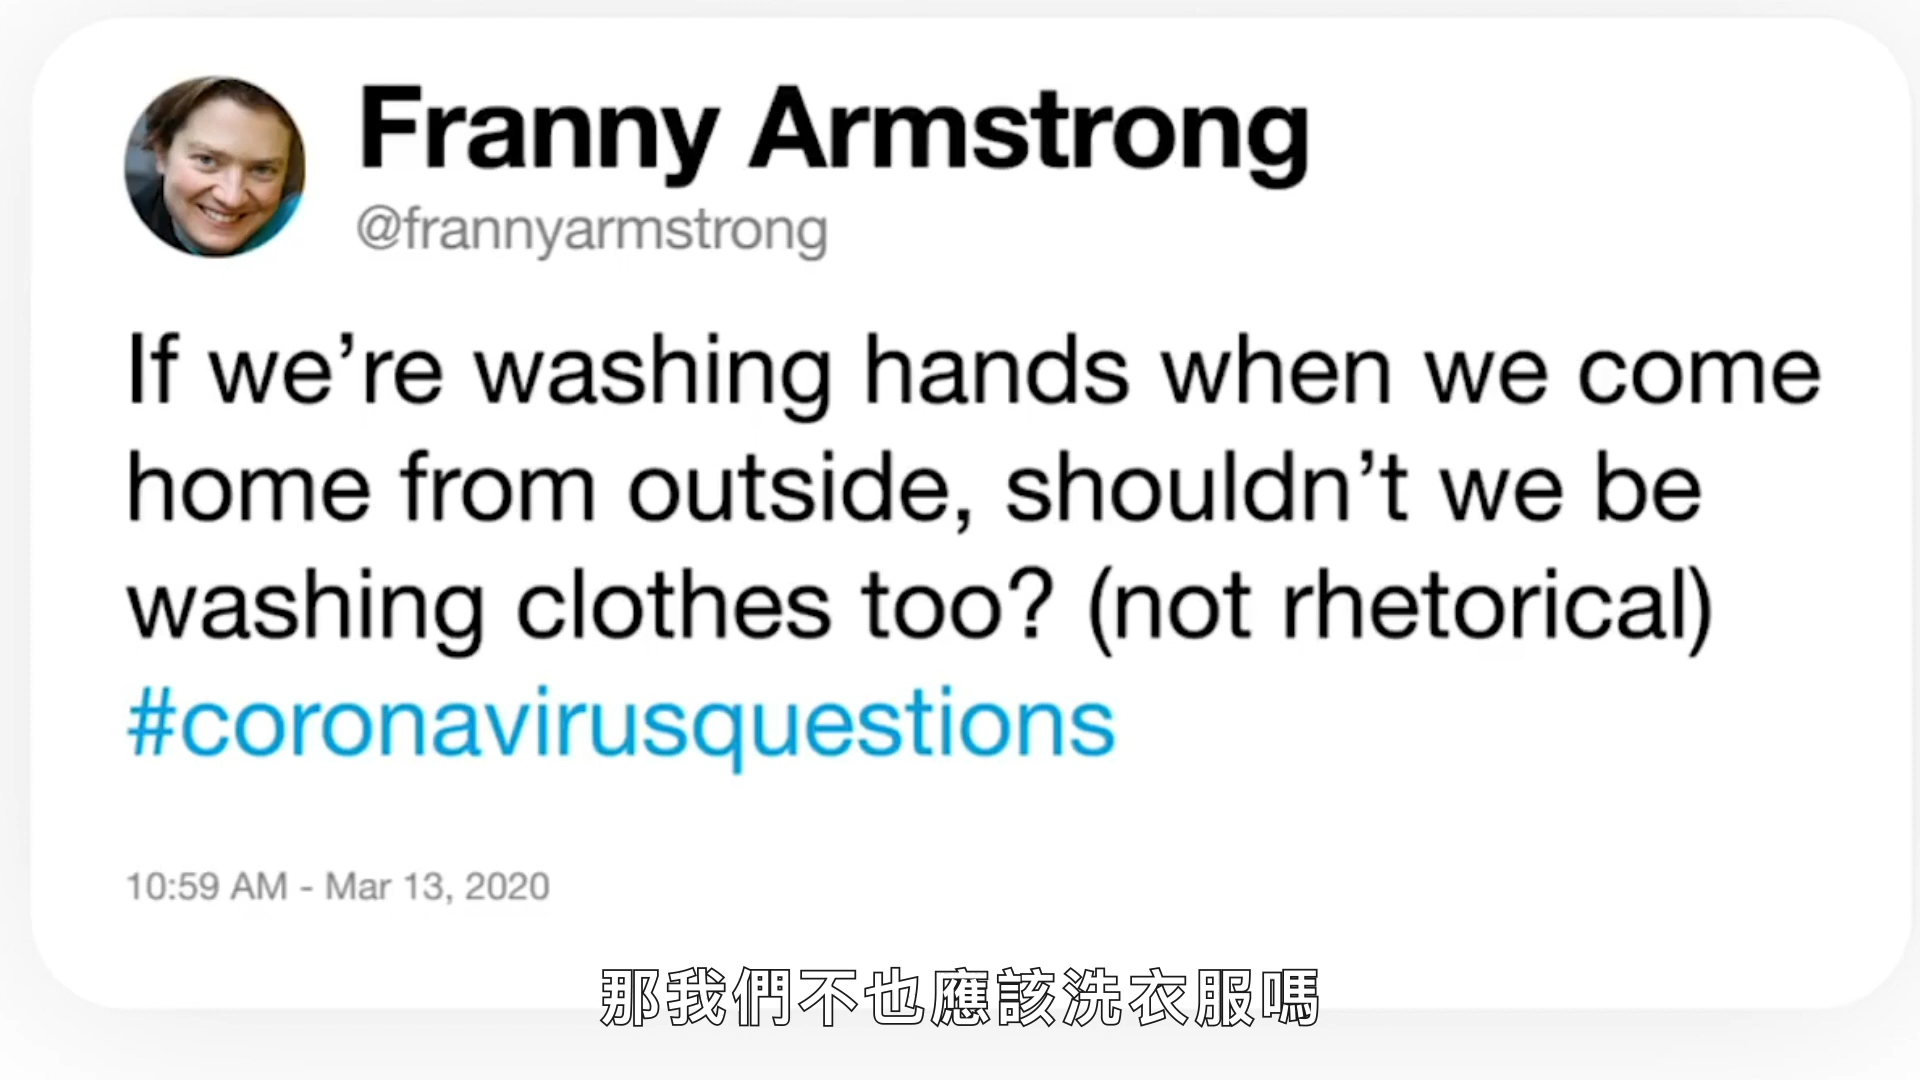 Franny Armstrong
@frannyarmstrong
If we’re washing hands when we come
home from outside, shouldn’t we be
washing clothes too? (not rhetorical)
#coronavirusquestions
10:59 AM - Mar 13, 2020
那我們不也應該洗衣服嗎